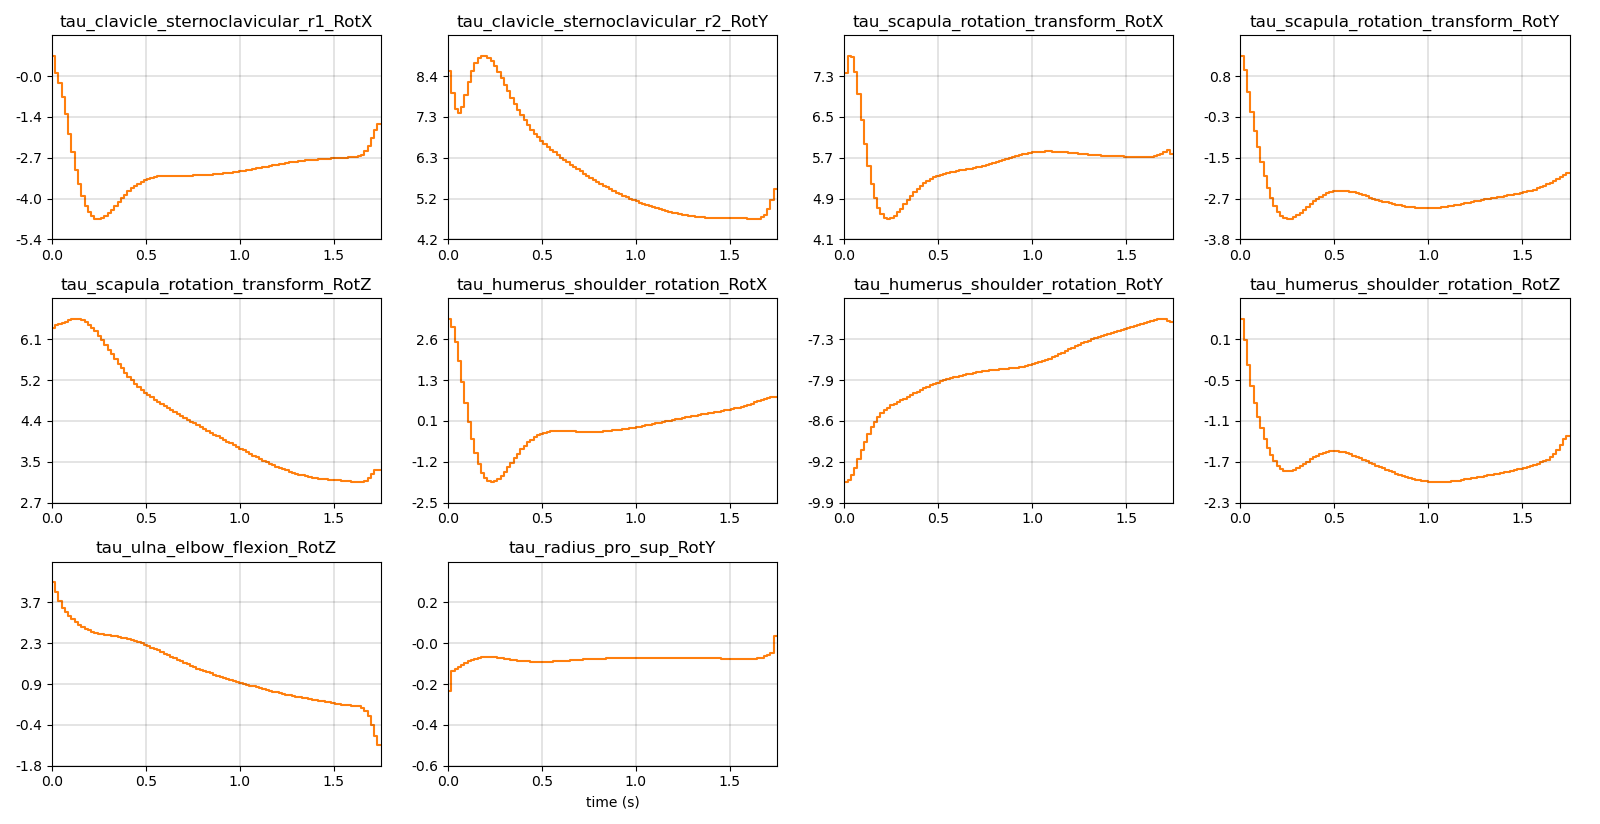 tau_clavicle_sternoclavicular_r1_RotX
-0.0
-1.4
-2.7
-4.0
-5.4
0.0 0.5 1.0 1.5
tau_clavicle_sternoclavicular_r2_RotY
8.4
7.3
6.3
5.2
4.2
0.0 0.5 1.0 1.5
tau_scapula_rotation_transform_RotX
7.3
6.5
5.7
4.9
4.1
0.0 0.5 1.0 1.5
tau_scapula_rotation_transform_RotY
0.8
-0.3
-1.5
-2.7
-3.8
0.0 0.5 1.0 1.5
tau_scapula_rotation_transform_RotZ
6.1
5.2
4.4
3.5
2.7
0.0 0.5 1.0 1.5
tau_humerus_shoulder_rotation_RotX
2.6
1.3
0.1
-1.2
-2.5
0.0 0.5 1.0 1.5
tau_humerus_shoulder_rotation_RotY
-7.3
-7.9
-8.6
-9.2
-9.9
0.0 0.5 1.0 1.5
tau_humerus_shoulder_rotation_RotZ
0.1
-0.5
-1.1
-1.7
-2.3
0.0 0.5 1.0 1.5
tau_ulna_elbow_flexion_RotZ
3.7
2.3
0.9
-0.4
-1.8
0.0 0.5 1.0 1.5
tau_radius_pro_sup_RotY
0.2
-0.0
-0.2
-0.4
-0.6
0.0 0.5 1.0 1.5
time (s)